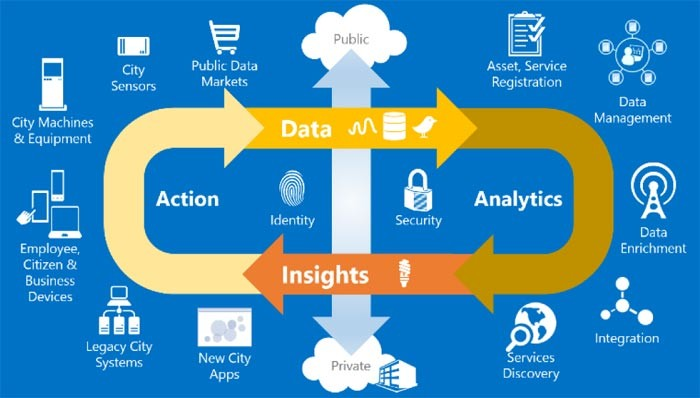 Public
City
Sensors
Public Data
Markets
Asset, Service
Registration
City Machines
& Equipment
Data
Data
Management
Action
Identity
Security
Analytics
Employee,
Citizen &
Business
Devices
Data
Enrichment
Insights
Legacy City
Systems
New City
Apps
Private
Services
Discovery
Integration